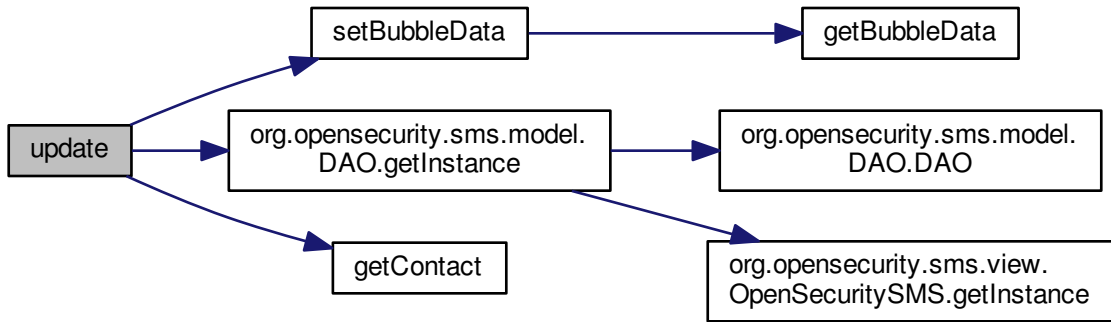 update
setBubbleData
getBubbleData
org.opensecurity.sms.model.
DAO.getInstance
org.opensecurity.sms.model.
DAO.DAO
getContact
org.opensecurity.sms.view.
OpenSecuritySMS.getInstance